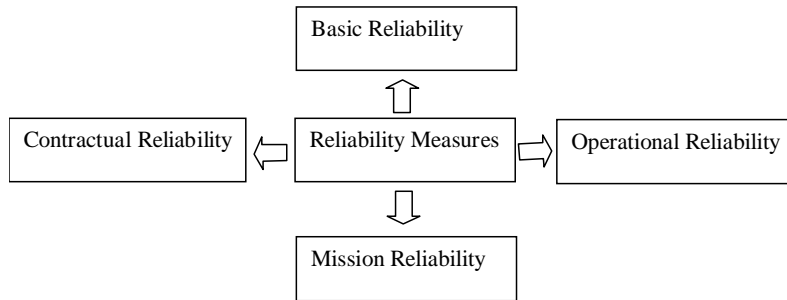 Basic Reliability
Contractual Reliability
Reliability Measures
Operational Reliability
Mission Reliability